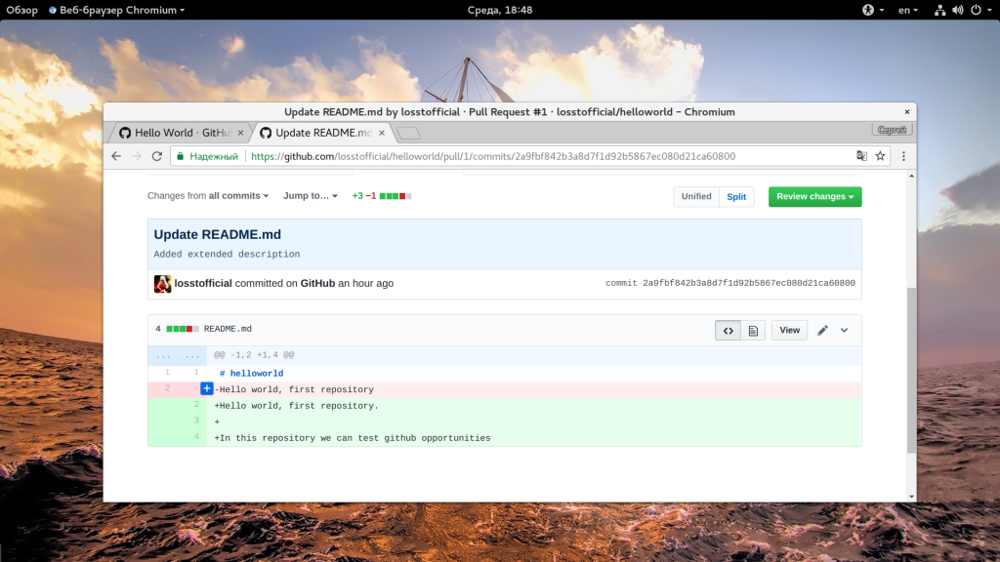 Обзор Веб-браузер Chromium Среда, 18:48 en
Update README.md by losstofficial · Pull Request #1 · losstofficial/helloworld - Chromium ×
Hello World · GitHu × Update README.md × Сергей
Надежный https://github.com/losstofficial/helloworld/pull/1/commits/2a9fbf842b3a8d7f1d92b5867ec080d21ca60800
Changes from all commits Jump to... +3 −1 Unified Split Review changes
Update README.md
Added extended description
losstofficial committed on GitHub an hour ago commit 2a9fbf842b3a8d7f1d92b5867ec080d21ca60800
4 README.md <> View
... ... @@ -1,2 +1,4 @@
1 1 # helloworld
2 + -Hello world, first repository
2 +Hello world, first repository.
3 +
4 +In this repository we can test github opportunities